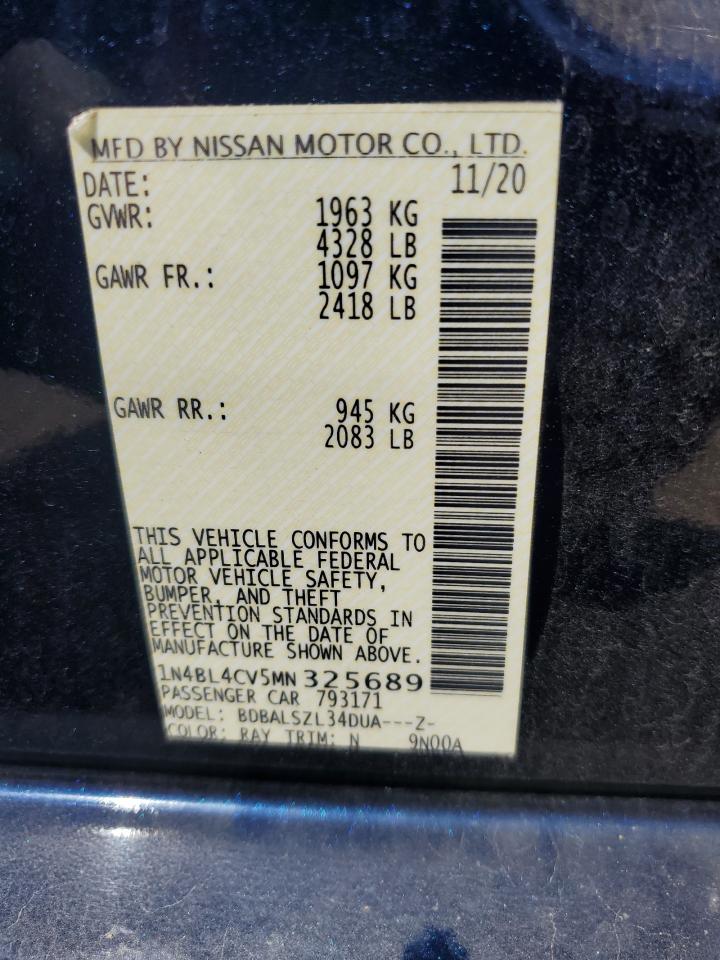 MFD BY NISSAN MOTOR CO., LTD.
DATE: 11/20
GVWR: 1963 KG
4328 LB
GAWR FR.: 1097 KG
2418 LB
GAWR RR.: 945 KG
2083 LB
THIS VEHICLE CONFORMS TO
ALL APPLICABLE FEDERAL
MOTOR VEHICLE SAFETY,
BUMPER, AND THEFT
PREVENTION STANDARDS IN
EFFECT ON THE DATE OF
MANUFACTURE SHOWN ABOVE.
1N4BL4CV5MN 325689
PASSENGER CAR 793171
MODEL: BDBALSZL34DUA---Z-
COLOR: RAY TRIM: N 9N00A